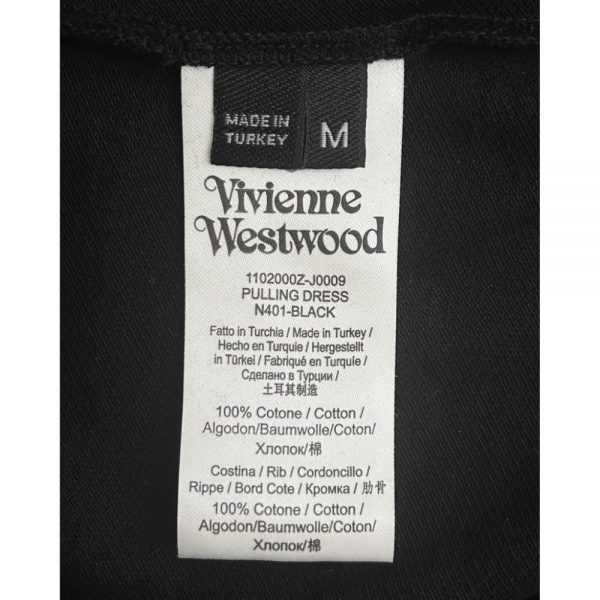 MADE IN
TURKEY
M
Vivienne
Westwood
1102000Z-J0009
PULLING DRESS
N401-BLACK
Fatto in Turchia / Made in Turkey /
Hecho en Turquie / Hergestellt
in Türkei / Fabriqué en Turquíe /
Сделано в Турции /
土耳其制造
100% Cotone / Cotton /
Algodon/Baumwolle/Coton/
Хлопок/棉
Costina / Rib / Cordoncillo /
Rippe / Bord Cote / Кромка / 肋骨
100% Cotone / Cotton /
Algodon/Baumwolle/Coton/
Хлопок/棉